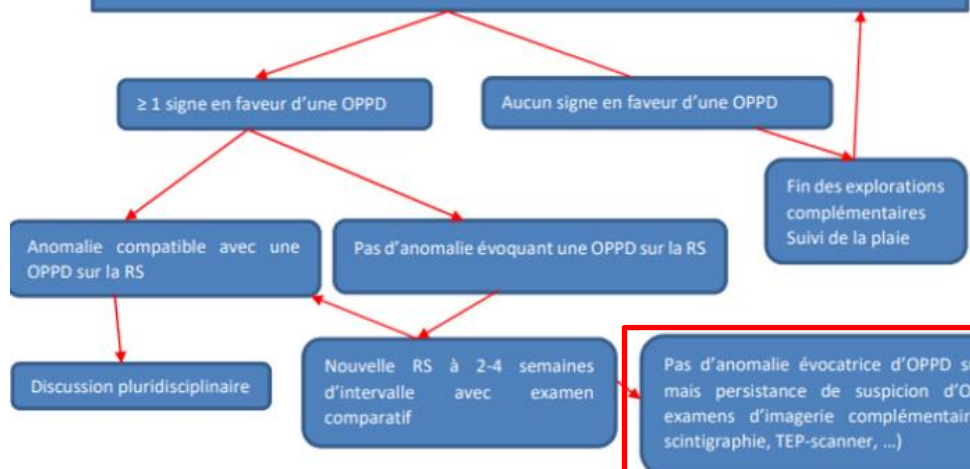 ≥ 1 signe en faveur d'une OPPD
Aucun signe en faveur d'une OPPD
Fin des explorations
complémentaires
Suivi de la plaie
Anomalie compatible avec une
OPPD sur la RS
Pas d'anomalie évoquant une OPPD sur la RS
Discussion pluridisciplinaire
Nouvelle RS à 2-4 semaines
d'intervalle avec examen
comparatif
Pas d'anomalie évocatrice d'OPPD
mais persistance de suspicion
examens d'imagerie
scintigraphie, TEP-scanner, ...)